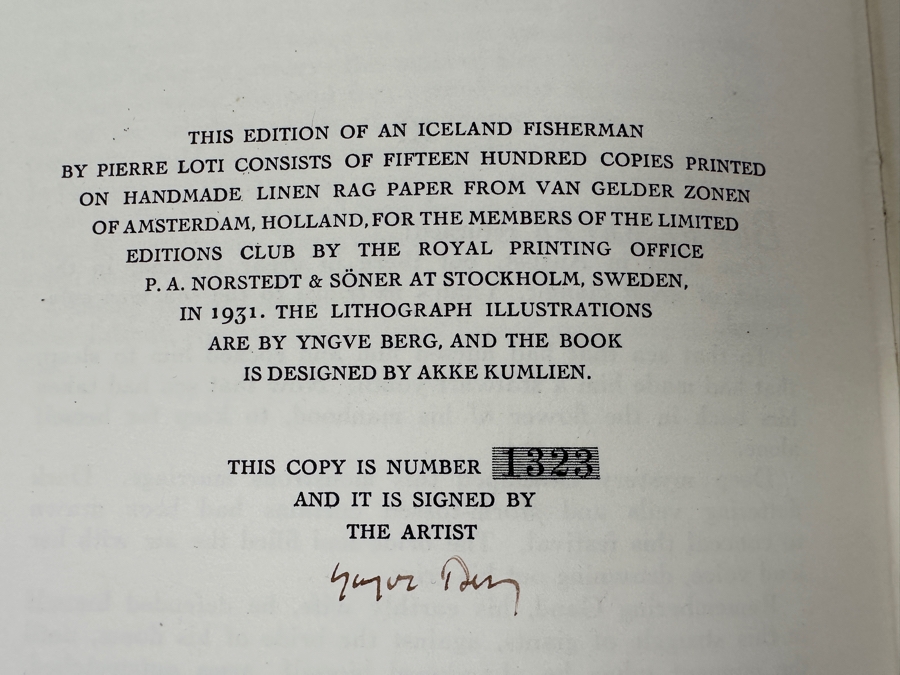 THIS EDITION OF AN ICELAND FISHERMAN
BY PIERRE LOTI CONSISTS OF FIFTEEN HUNDRED COPIES PRINTED
ON HANDMADE LINEN RAG PAPER FROM VAN GELDER ZONEN
OF AMSTERDAM, HOLLAND, FOR THE MEMBERS OF THE LIMITED
EDITIONS CLUB BY THE ROYAL PRINTING OFFICE
P. A. NORSTEDT & SÖNER AT STOCKHOLM, SWEDEN,
IN 1931. THE LITHOGRAPH ILLUSTRATIONS
ARE BY YNGVE BERG, AND THE BOOK
IS DESIGNED BY AKKE KUMLIEN.
THIS COPY IS NUMBER 1323
AND IT IS SIGNED BY
THE ARTIST
Yngve Berg